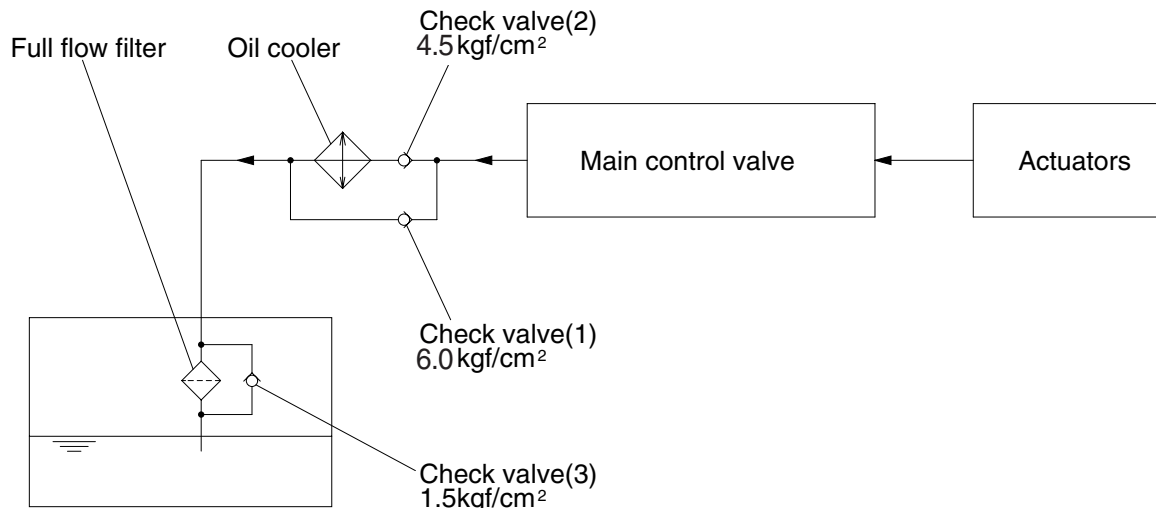 Check valve(2)
4.5 kgf/cm²
Full flow filter
Oil cooler
Main control valve
Actuators
Check valve(1)
6.0 kgf/cm²
Check valve(3)
1.5kgf/cm²